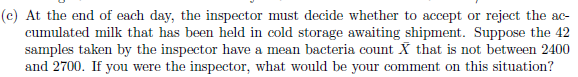 (c) At the end of each day, the inspector must decide whether to accept or reject the ac-
cumulated milk that has been held in cold storage awaiting shipment. Suppose the 42
samples taken by the inspector have a mean bacteria count X̄ that is not between 2400
and 2700. If you were the inspector, what would be your comment on this situation?